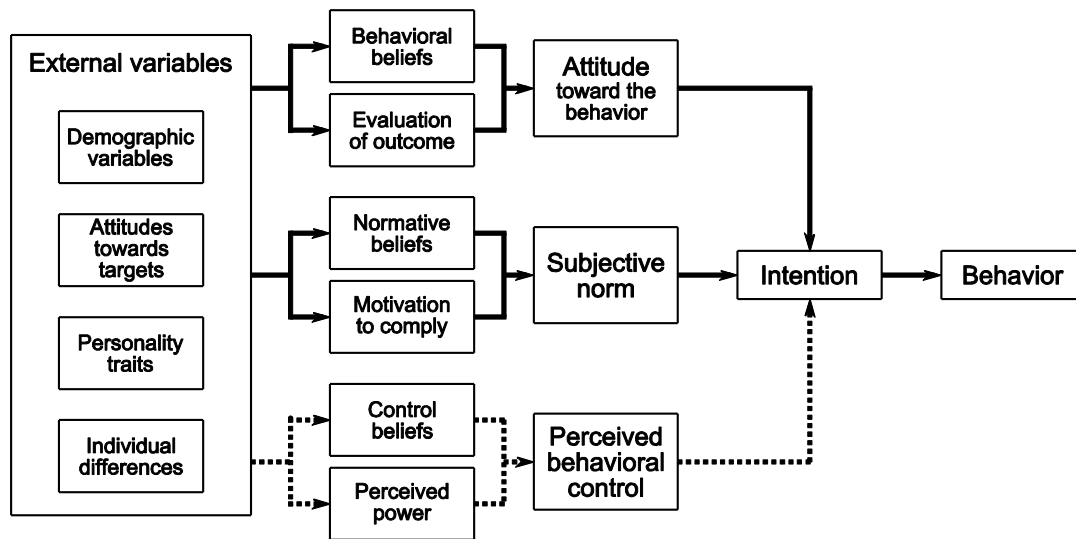 External variables
Demographic
variables
Attitudes
towards
targets
Personality
traits
Individual
differences
Behavioral
beliefs
Evaluation
of outcome
Normative
beliefs
Motivation
to comply
Control
beliefs
Perceived
power
Attitude
toward the
behavior
Subjective
norm
Perceived
behavioral
control
Intention
Behavior